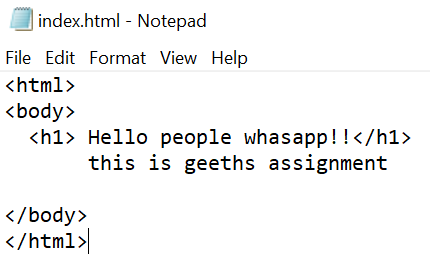 index.html - Notepad
File Edit Format View Help
<html>
<body>
<h1> Hello people whasapp!!</h1>
this is geeths assignment
</body>
</html>